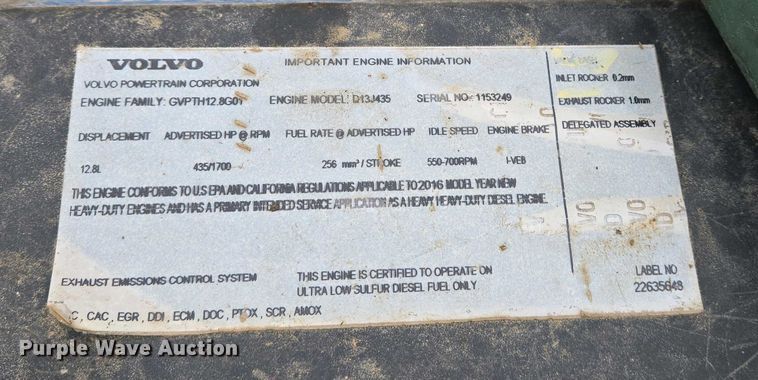 VOLVO
IMPORTANT ENGINE INFORMATION
VOLVO POWERTRAIN CORPORATION
ENGINE FAMILY: GVPTH12.8G01 ENGINE MODEL: D13J435 SERIAL NO: 1153249
DISPLACEMENT ADVERTISED HP @ RPM FUEL RATE @ ADVERTISED HP IDLE SPEED ENGINE BRAKE
12.8L 435/1700 256 mm³ / STROKE 550-700RPM I-VEB
THIS ENGINE CONFORMS TO U.S EPA AND CALIFORNIA REGULATIONS APPLICABLE TO 2016 MODEL YEAR NEW
HEAVY-DUTY ENGINES AND HAS A PRIMARY INTENDED SERVICE APPLICATION AS A HEAVY HEAVY-DUTY DIESEL ENGINE.
EXHAUST EMISSIONS CONTROL SYSTEM
THIS ENGINE IS CERTIFIED TO OPERATE ON
ULTRA LOW SULFUR DIESEL FUEL ONLY.
C , CAC , EGR , DDI , ECM , DOC , PTOX , SCR , AMOX
INLET ROCKER 0.2mm
EXHAUST ROCKER 1.0mm
DELEGATED ASSEMBLY
LABEL NO
22635648
Purple Wave Auction